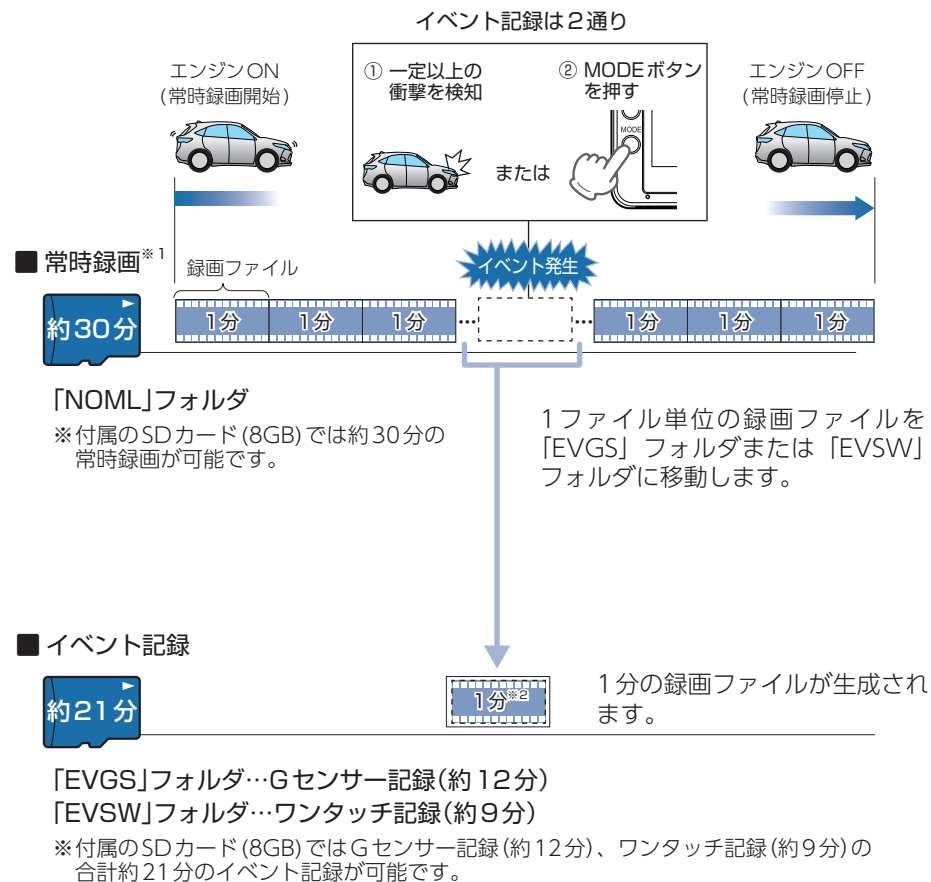 イベント記録は2通り
エンジンON
(常時録画開始)
① 一定以上の
衝撃を検知
または
② MODEボタン
を押す
MODE
エンジンOFF
(常時録画停止)
■ 常時録画※1
録画ファイル
イベント発生
約30分
1分 1分 1分 … … 1分 1分 1分
「NOML」フォルダ
※付属のSDカード(8GB)では約30分の
常時録画が可能です。
1ファイル単位の録画ファイルを
「EVGS」フォルダまたは「EVSW」
フォルダに移動します。
■ イベント記録
約21分
1分※2
1分の録画ファイルが生成され
ます。
「EVGS」フォルダ…Gセンサー記録(約12分)
「EVSW」フォルダ…ワンタッチ記録(約9分)
※付属のSDカード(8GB)ではGセンサー記録(約12分)、ワンタッチ記録(約9分)の
合計約21分のイベント記録が可能です。